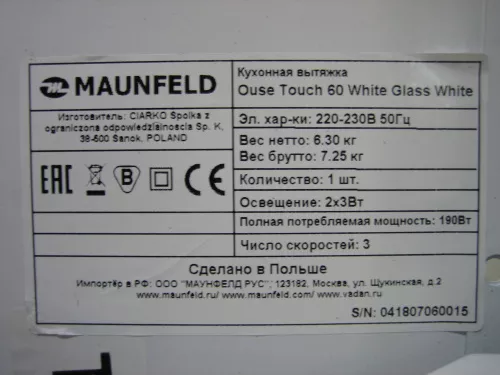 MAUNFELD
Кухонная вытяжка
Ouse Touch 60 White Glass White
Изготовитель: CIARKO Spolka z
ograniczona odpowiedzialnoscia Sp. K,
38-500 Sanok, POLAND
Эл. хар-ки: 220-230В 50Гц
Вес нетто: 6.30 кг
Вес брутто: 7.25 кг
EAC B CE
Количество: 1 шт.
Освещение: 2х3Вт
Полная потребляемая мощность: 190Вт
Число скоростей: 3
Сделано в Польше
Импортёр в РФ: ООО "МАУНФЕЛД РУС", 123182, Москва, ул. Щукинская, д.2
www.maunfeld.ru/ www.maunfeld.com/ www.vadan.ru
S/N: 041807060015